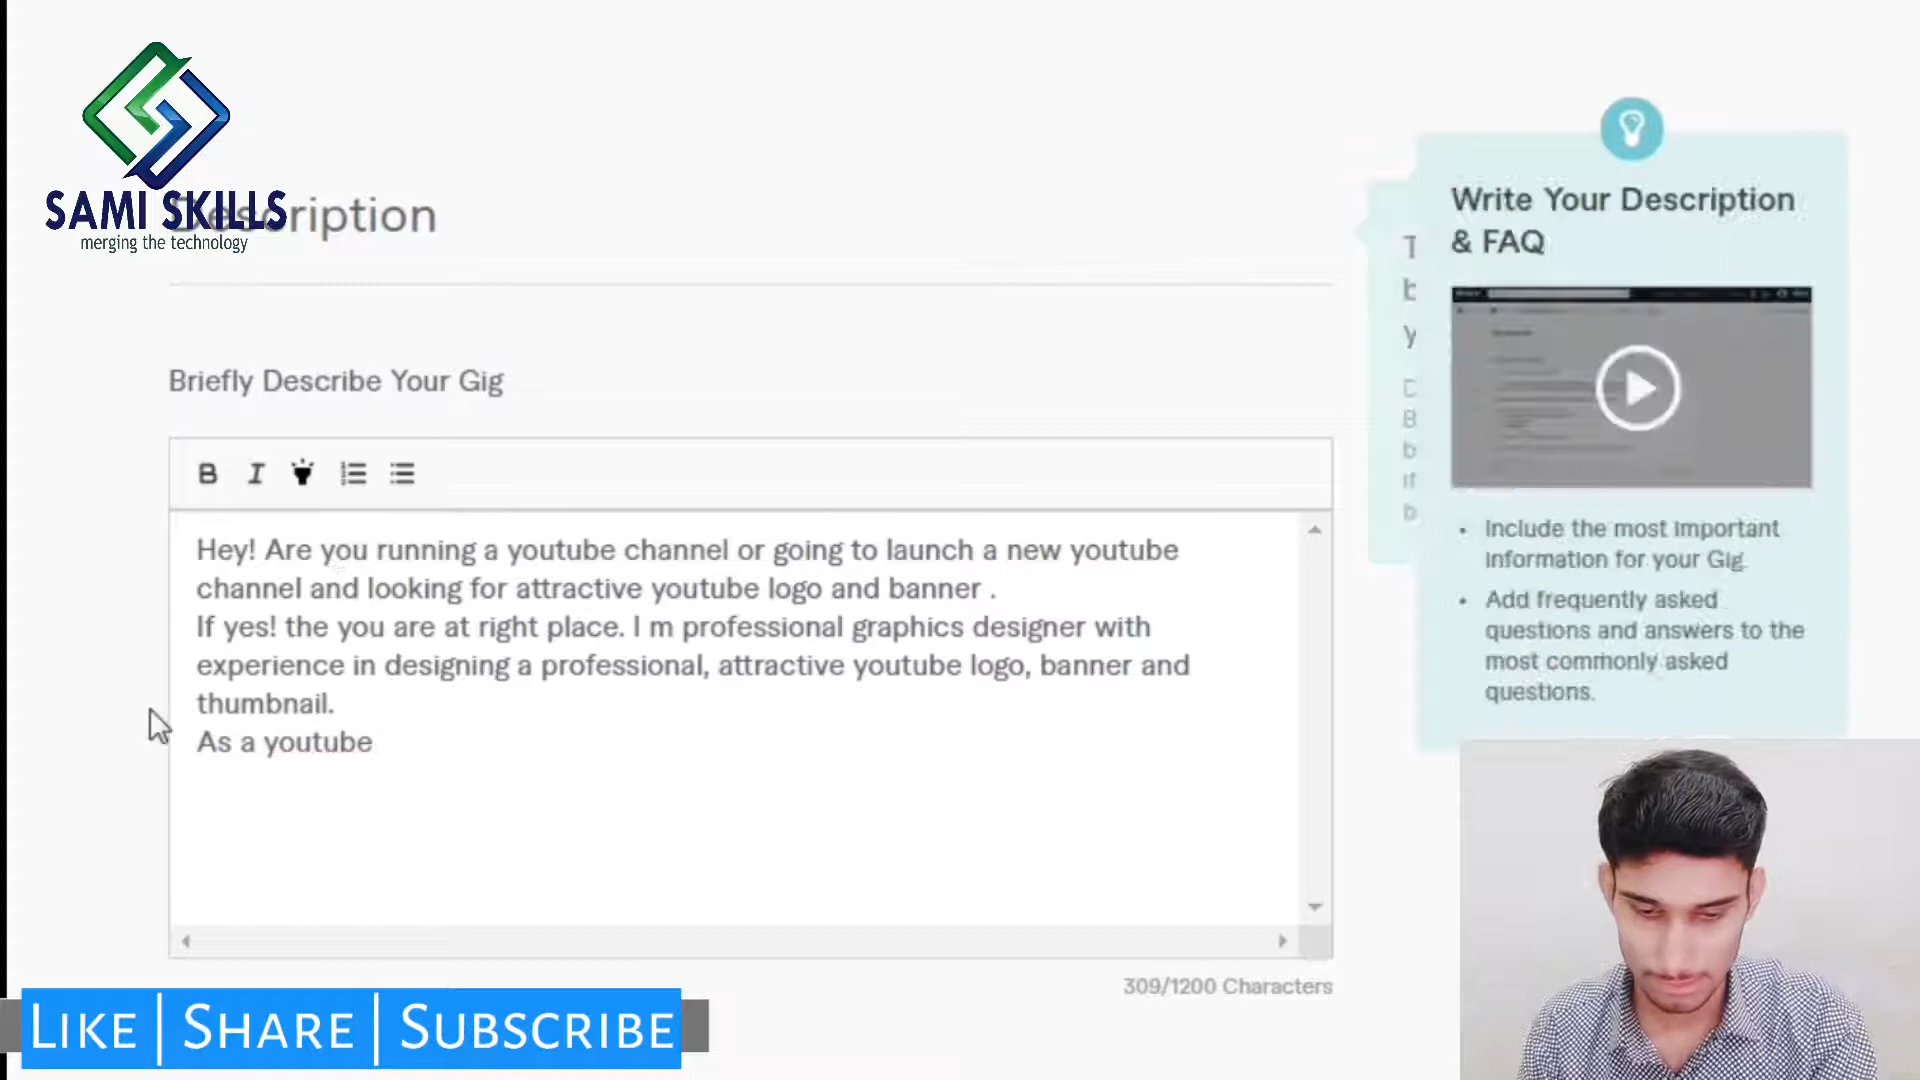 SAMI SKILLS
merging the technology
Description
Briefly Describe Your Gig
B I
Hey! Are you running a youtube channel or going to launch a new youtube
channel and looking for attractive youtube logo and banner .
If yes! the you are at right place. I m professional graphics designer with
experience in designing a professional, attractive youtube logo, banner and
thumbnail.
As a youtube
309/1200 Characters
Write Your Description
& FAQ
• Include the most important
information for your Gig.
• Add frequently asked
questions and answers to the
most commonly asked
questions.
LIKE | SHARE | SUBSCRIBE